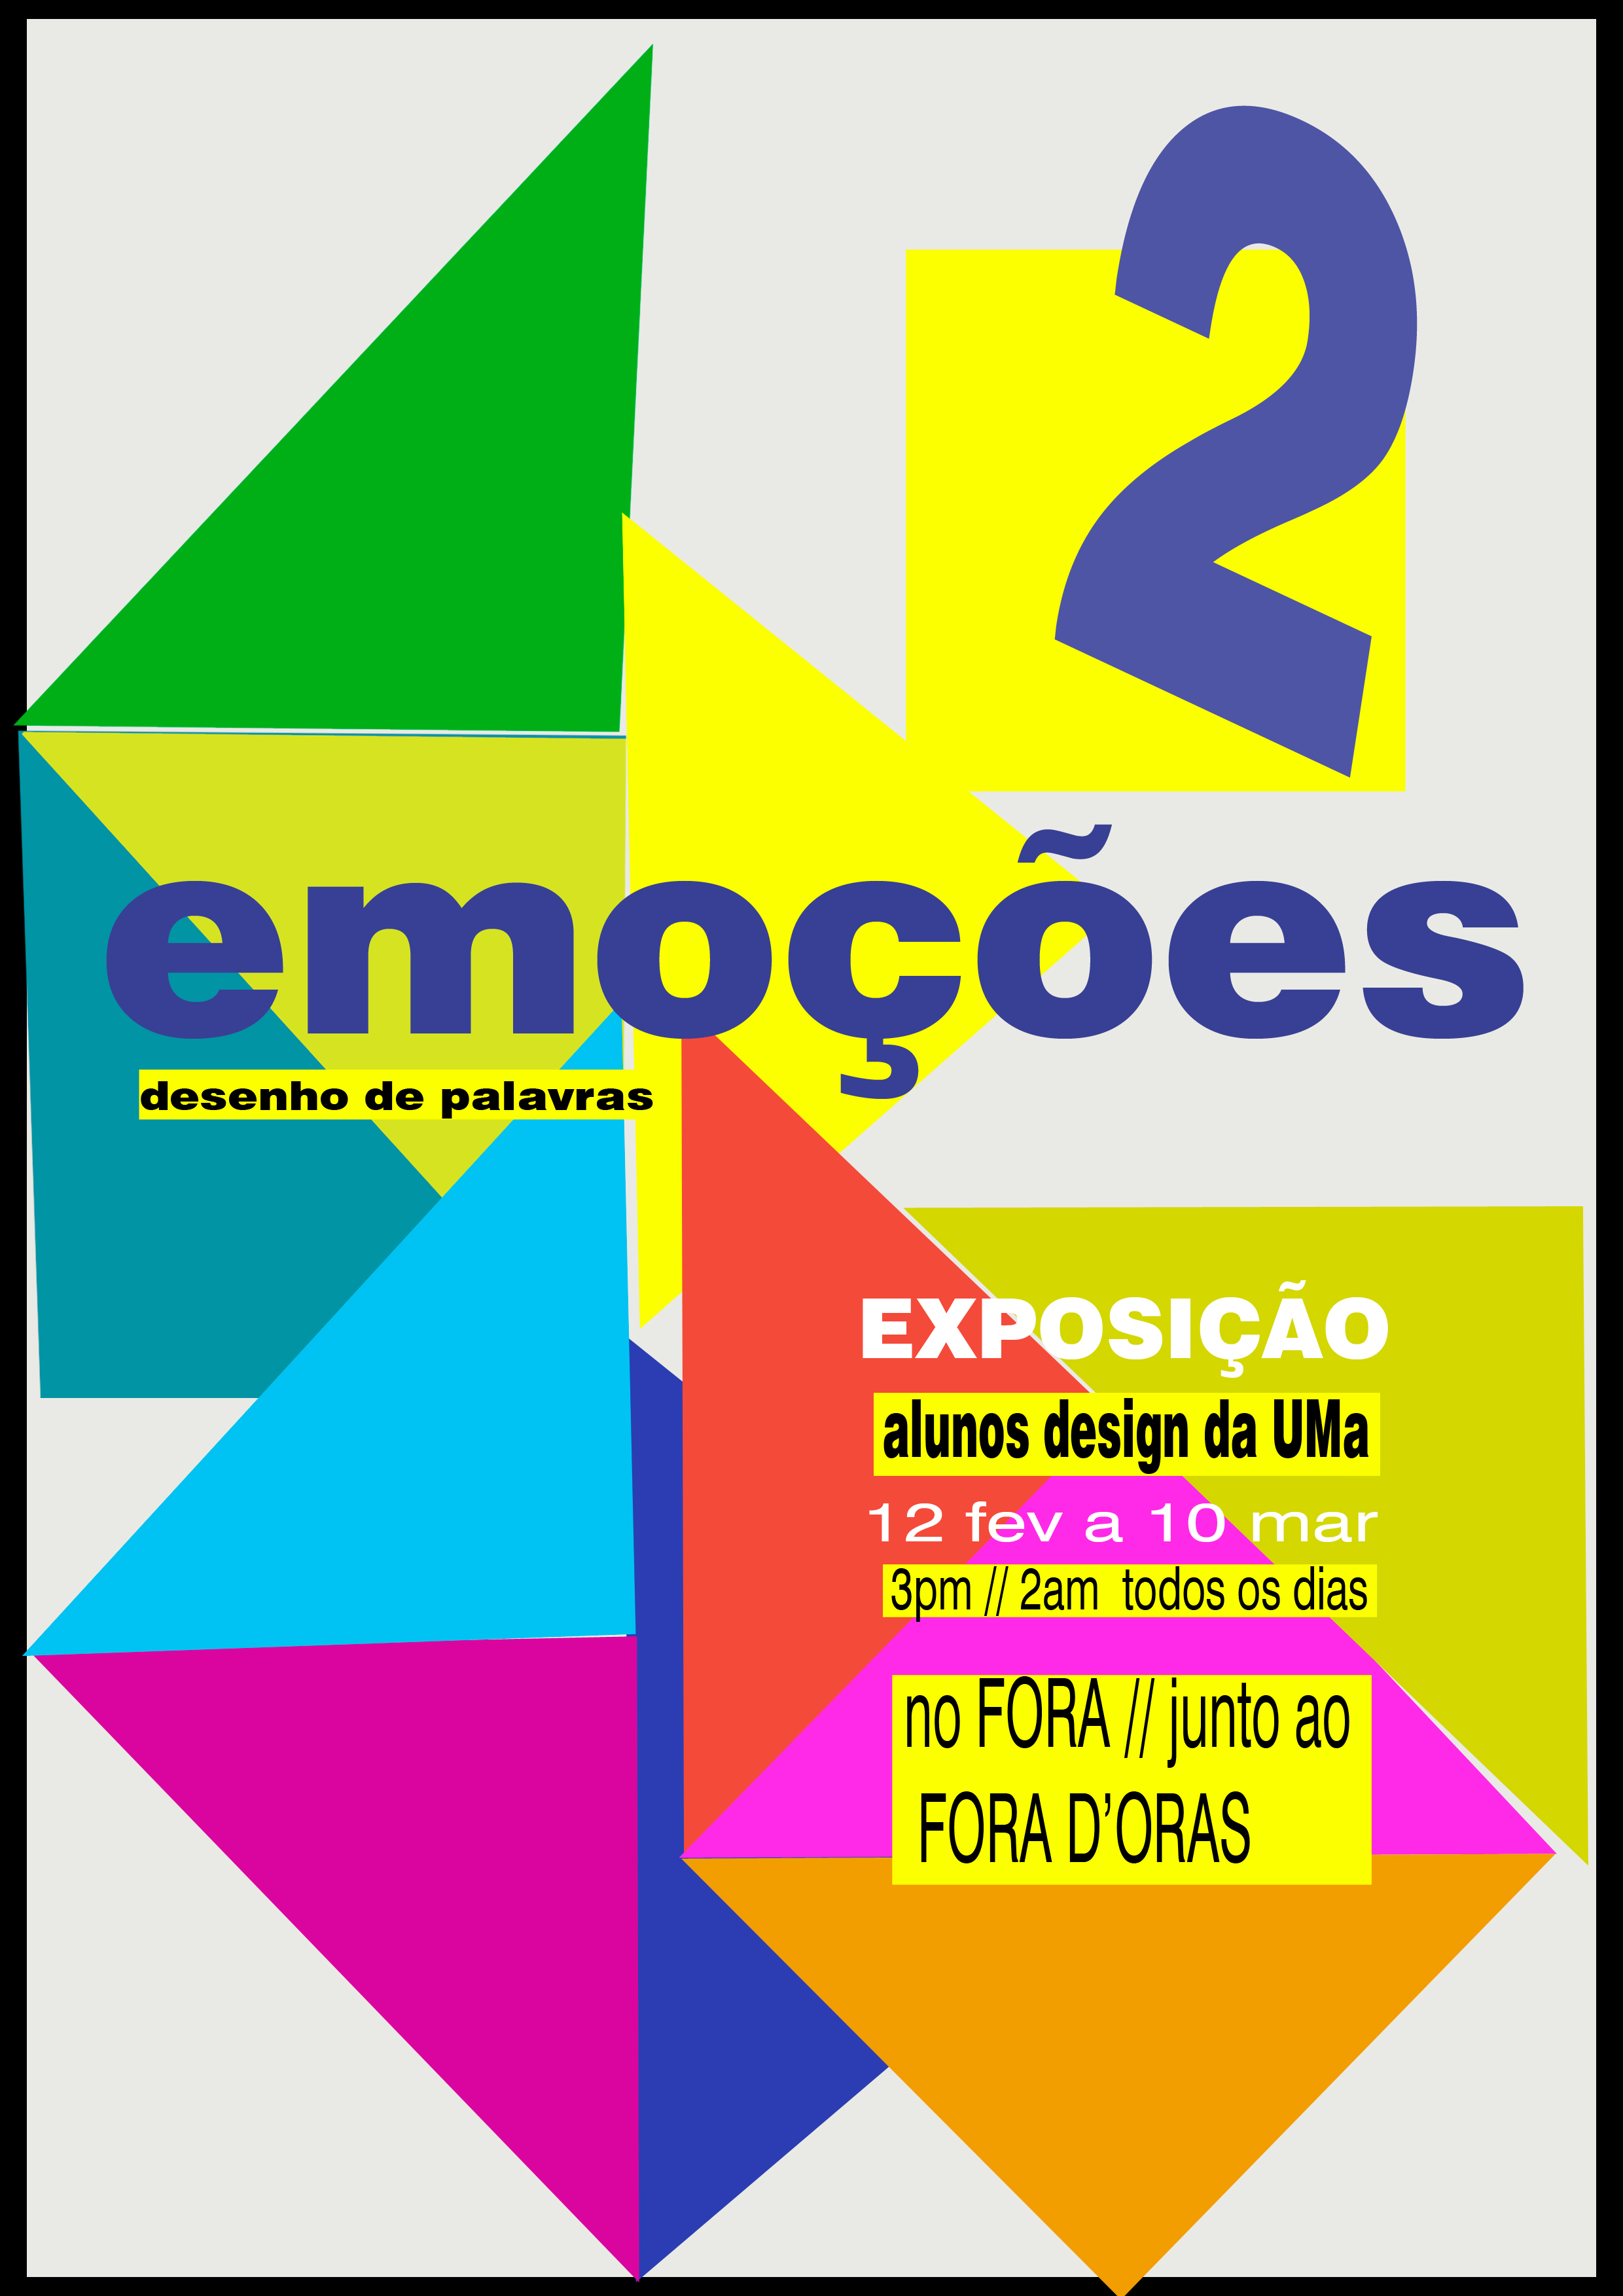 2
emoções
desenho de palavras
EXPOSIÇÃO
alunos design da UMa
12 fev a 10 mar
3pm // 2am todos os dias
no FORA // junto ao
FORA D’ORAS